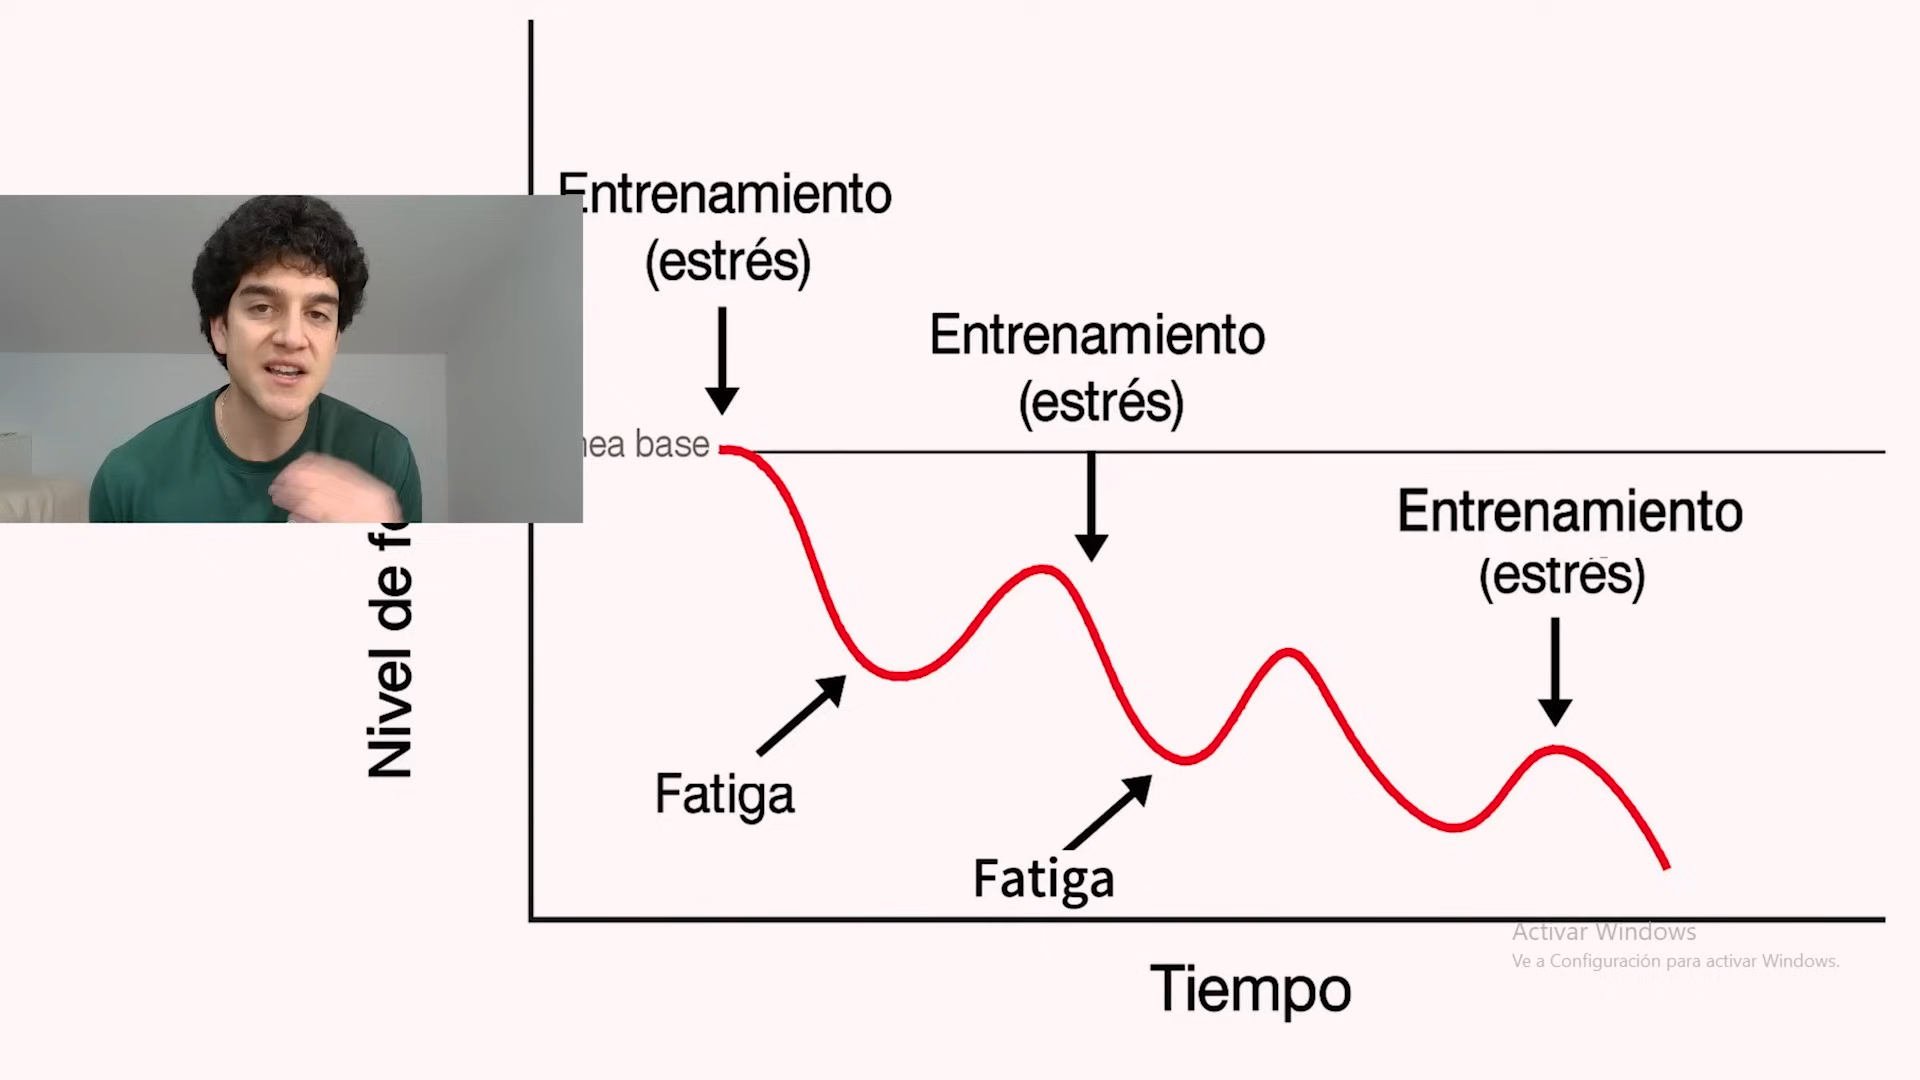 Entrenamiento
(estrés)
Entrenamiento
(estrés)
nea base
Entrenamiento
(estrés)
Nivel de fo
Fatiga
Fatiga
Activar Windows
Ve a Configuración para activar Windows.
Tiempo